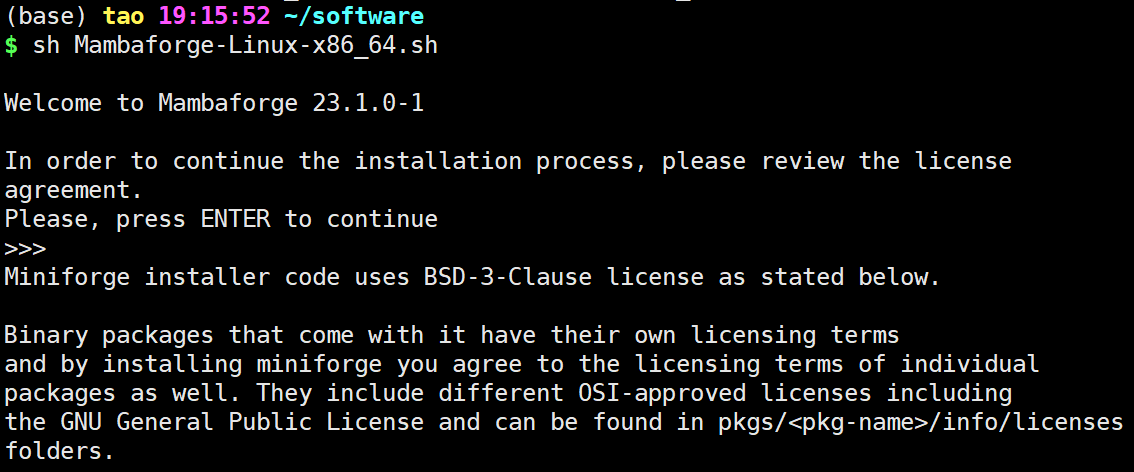 (base) tao 19:15:52 ~/software
$ sh Mambaforge-Linux-x86_64.sh
Welcome to Mambaforge 23.1.0-1
In order to continue the installation process, please review the license
agreement.
Please, press ENTER to continue
>>>
Miniforge installer code uses BSD-3-Clause license as stated below.
Binary packages that come with it have their own licensing terms
and by installing miniforge you agree to the licensing terms of individual
packages as well. They include different OSI-approved licenses including
the GNU General Public License and can be found in pkgs/<pkg-name>/info/licenses
folders.